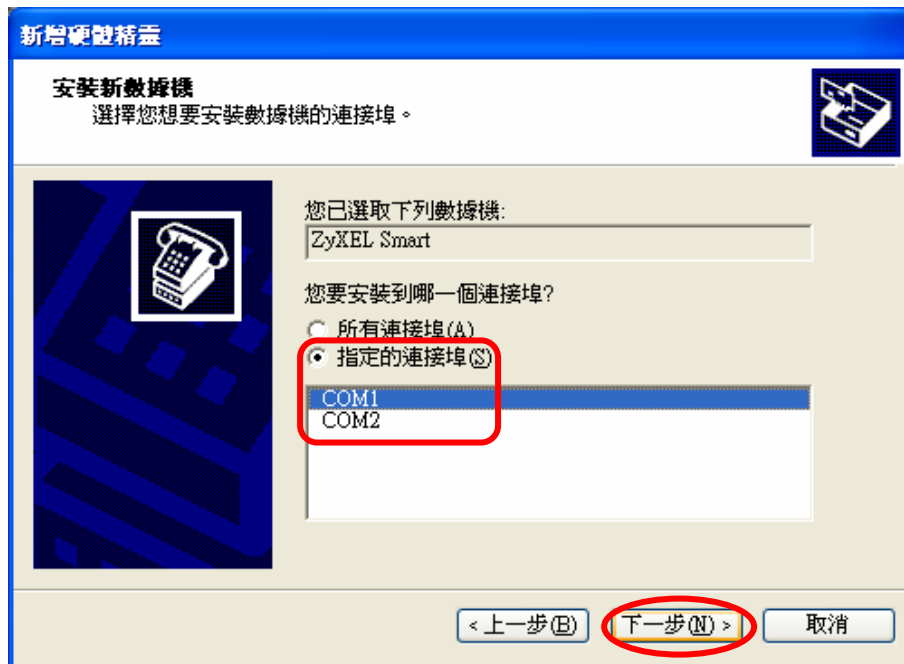 新增硬體精靈
安裝新數據機
選擇您想要安裝數據機的連接埠。
您已選取下列數據機:
ZyXEL Smart
您要安裝到哪一個連接埠?
所有連接埠(A)
指定的連接埠(S)
COM1
COM2
<上一步(B) 下一步(N)> 取消